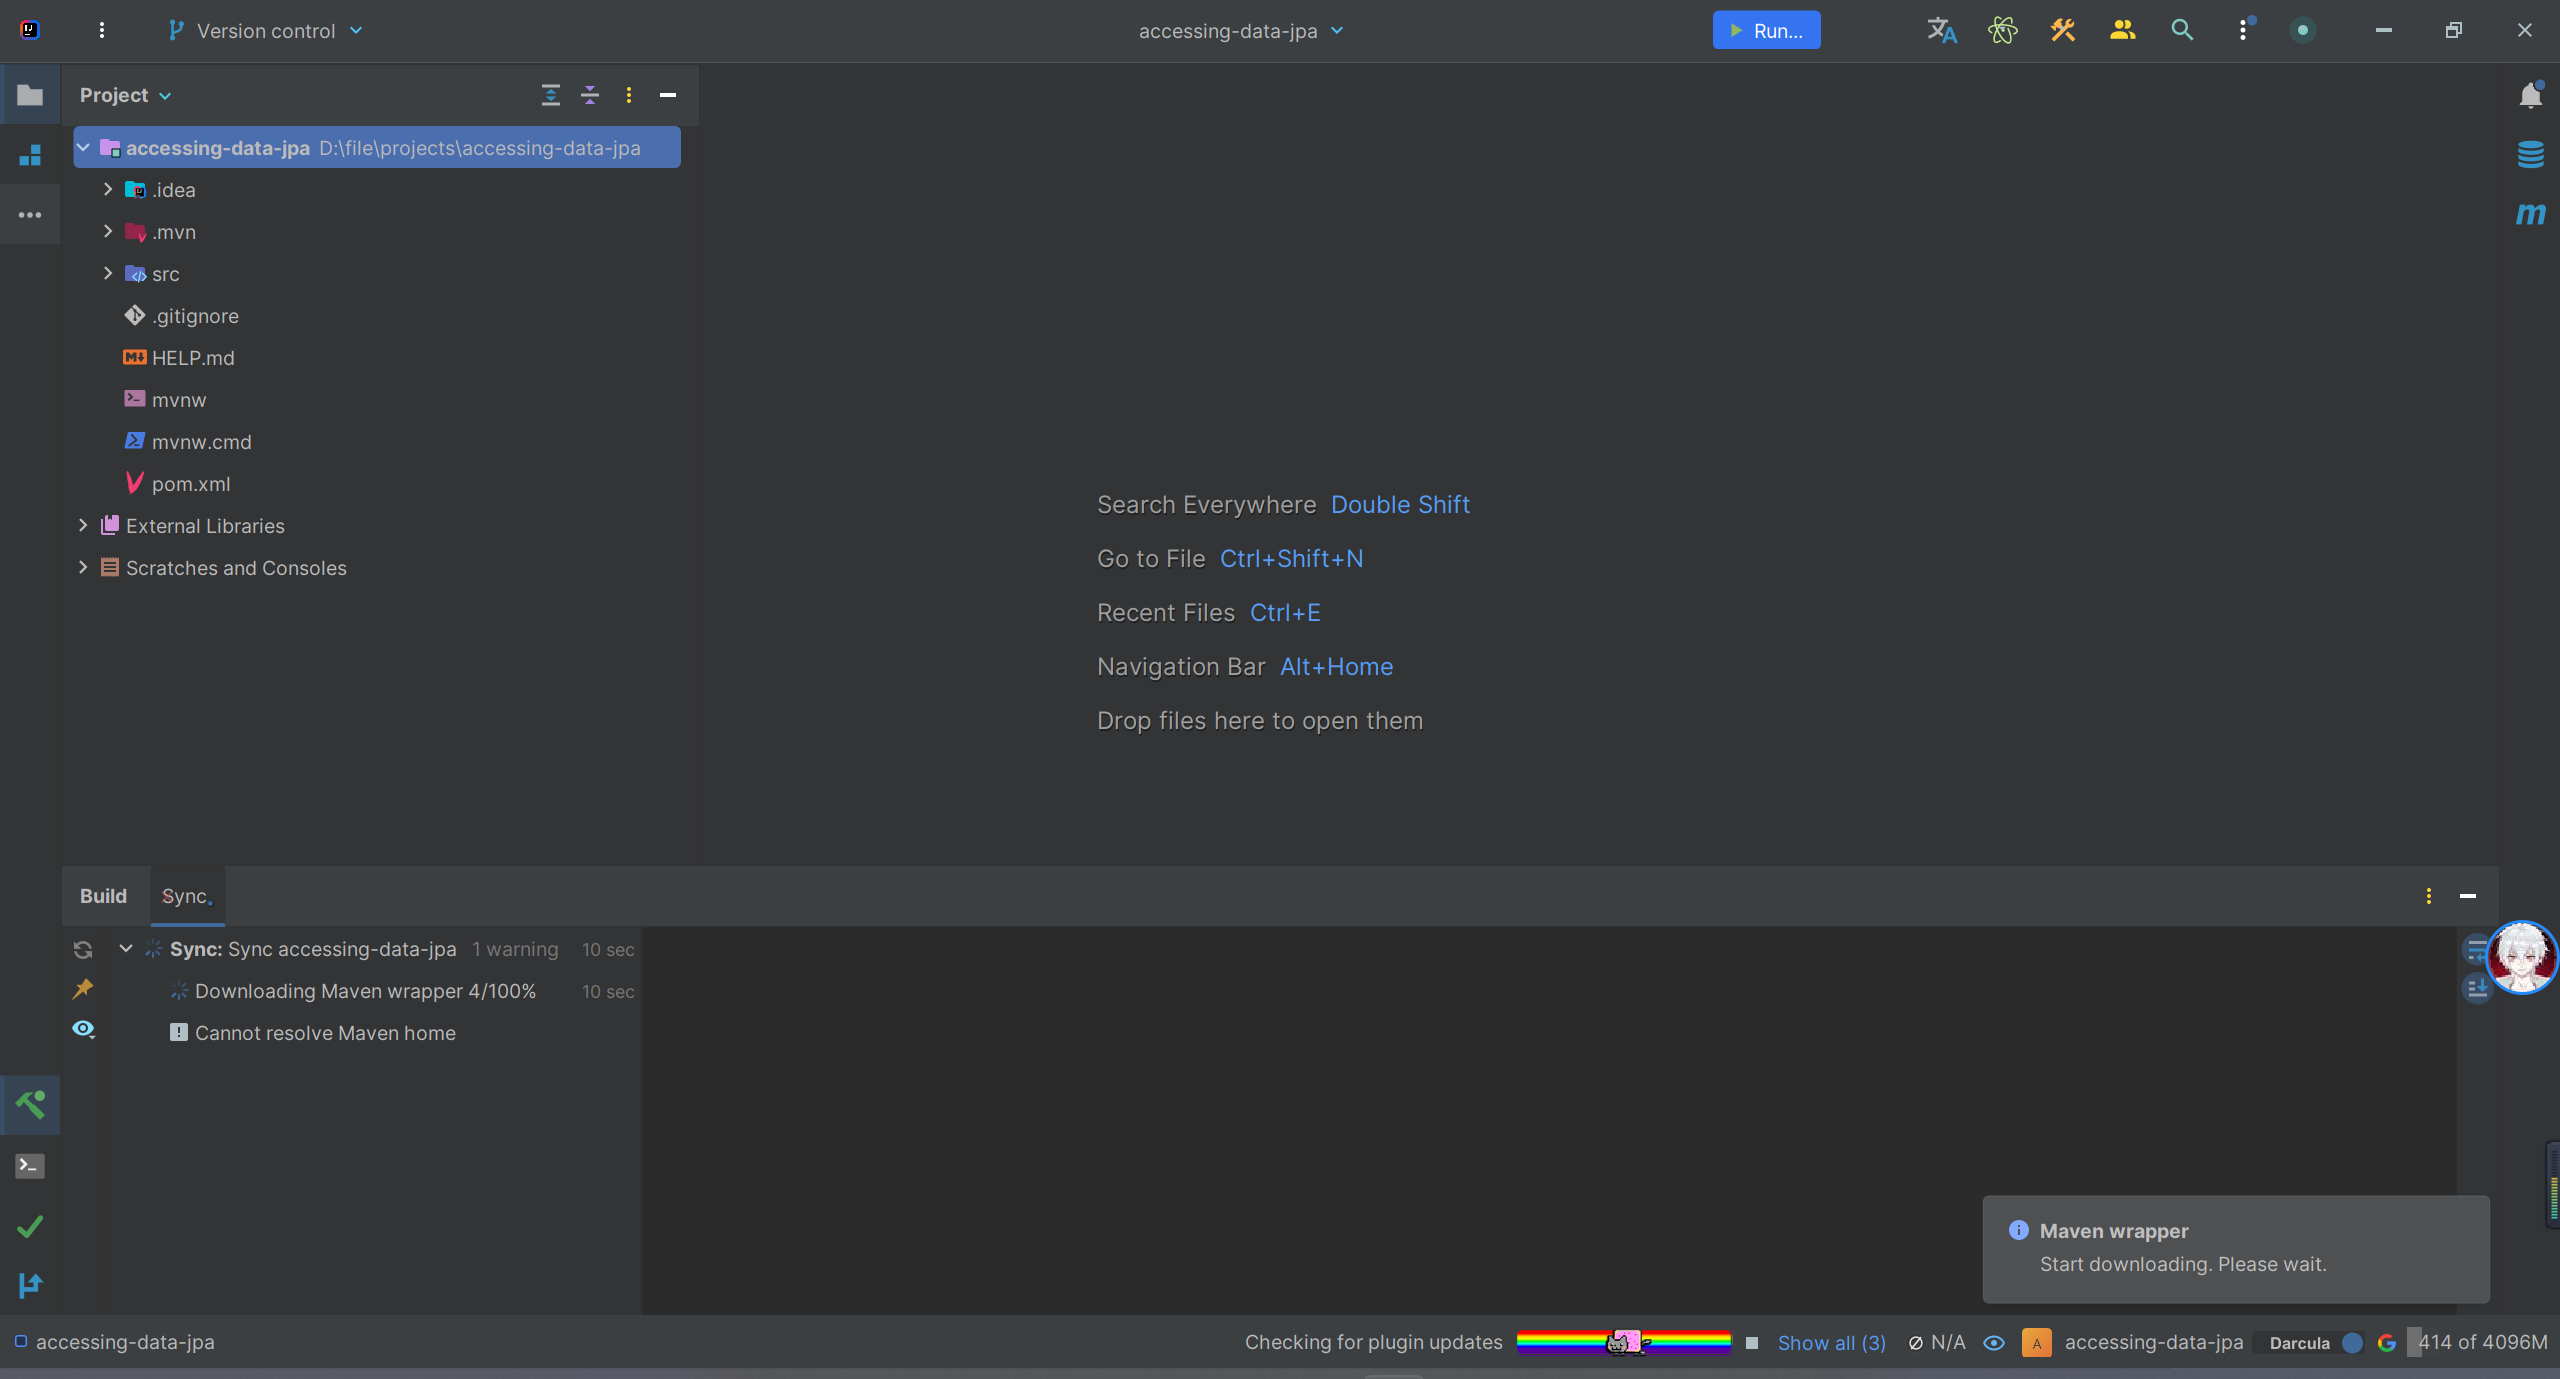 Version control
accessing-data-jpa
Run...
Project
accessing-data-jpa D:\file\projects\accessing-data-jpa
.idea
.mvn
src
.gitignore
HELP.md
mvnw
mvnw.cmd
pom.xml
External Libraries
Scratches and Consoles
Search Everywhere Double Shift
Go to File Ctrl+Shift+N
Recent Files Ctrl+E
Navigation Bar Alt+Home
Drop files here to open them
Build
Sync
Sync: Sync accessing-data-jpa 1 warning 10 sec
Downloading Maven wrapper 4/100% 10 sec
Cannot resolve Maven home
Maven wrapper
Start downloading. Please wait.
accessing-data-jpa
Checking for plugin updates
Show all (3)
N/A
A
accessing-data-jpa
Darcula
414 of 4096M